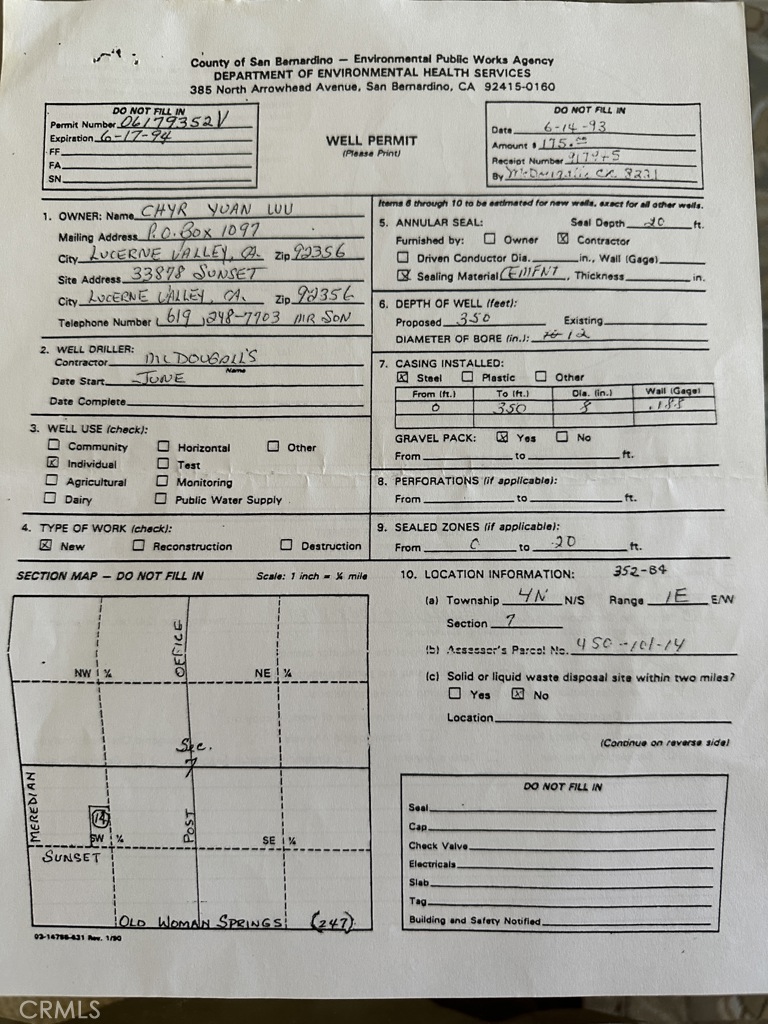 County of San Bernardino — Environmental Public Works Agency
DEPARTMENT OF ENVIRONMENTAL HEALTH SERVICES
385 North Arrowhead Avenue, San Bernardino, CA 92415-0160
DO NOT FILL IN
Permit Number 06179352V
Expiration 6-17-94
FF
FA
SN
WELL PERMIT
(Please Print)
DO NOT FILL IN
Date 6-14-93
Amount $ 175.00
Receipt Number
By
1. OWNER: Name CHYR YUAN LUU
Mailing Address P.O. BOX 1097
City LUCERNE VALLEY, CA. Zip 92356
Site Address 33878 SUNSET
City LUCERNE VALLEY, CA. Zip 92356
Telephone Number (619) 248-7703 MR SON
2. WELL DRILLER:
Contractor MCDOUGALL'S
Name
Date Start JUNE
Date Complete
3. WELL USE (check):
☐ Community ☐ Horizontal ☐ Other
☒ Individual ☐ Test
☐ Agricultural ☐ Monitoring
☐ Dairy ☐ Public Water Supply
4. TYPE OF WORK (check):
☒ New ☐ Reconstruction ☐ Destruction
Items 6 through 10 to be estimated for new wells, exact for all other wells.
5. ANNULAR SEAL: Seal Depth 20 ft.
Furnished by: ☐ Owner ☒ Contractor
☐ Driven Conductor Dia. in., Wall (Gage)
☒ Sealing Material CEMENT, Thickness in.
6. DEPTH OF WELL (feet):
Proposed 350 Existing
DIAMETER OF BORE (in.): 12
7. CASING INSTALLED:
☒ Steel ☐ Plastic ☐ Other
From (ft.) To (ft.) Dia. (in.) Wall (Gage)
0 350 8 .188
GRAVEL PACK: ☒ Yes ☐ No
From to ft.
8. PERFORATIONS (if applicable):
From to ft.
9. SEALED ZONES (if applicable):
From 0 to 20 ft.
SECTION MAP — DO NOT FILL IN Scale: 1 inch = ¼ mile
OFFICE
NW ¼ NE ¼
Sec.
7
MEREDIAN
POST
14
SW ¼ SE ¼
SUNSET
OLD WOMAN SPRINGS (247)
03-14786-631 Rev. 1/90
10. LOCATION INFORMATION: 352-B4
(a) Township 4N N/S Range 1E E/W
Section 7
(b) Assessor's Parcel No. 450-101-14
(c) Solid or liquid waste disposal site within two miles?
☐ Yes ☒ No
Location
(Continue on reverse side)
DO NOT FILL IN
Seal
Cap
Check Valve
Electricals
Slab
Tag
Building and Safety Notified
CRMLS